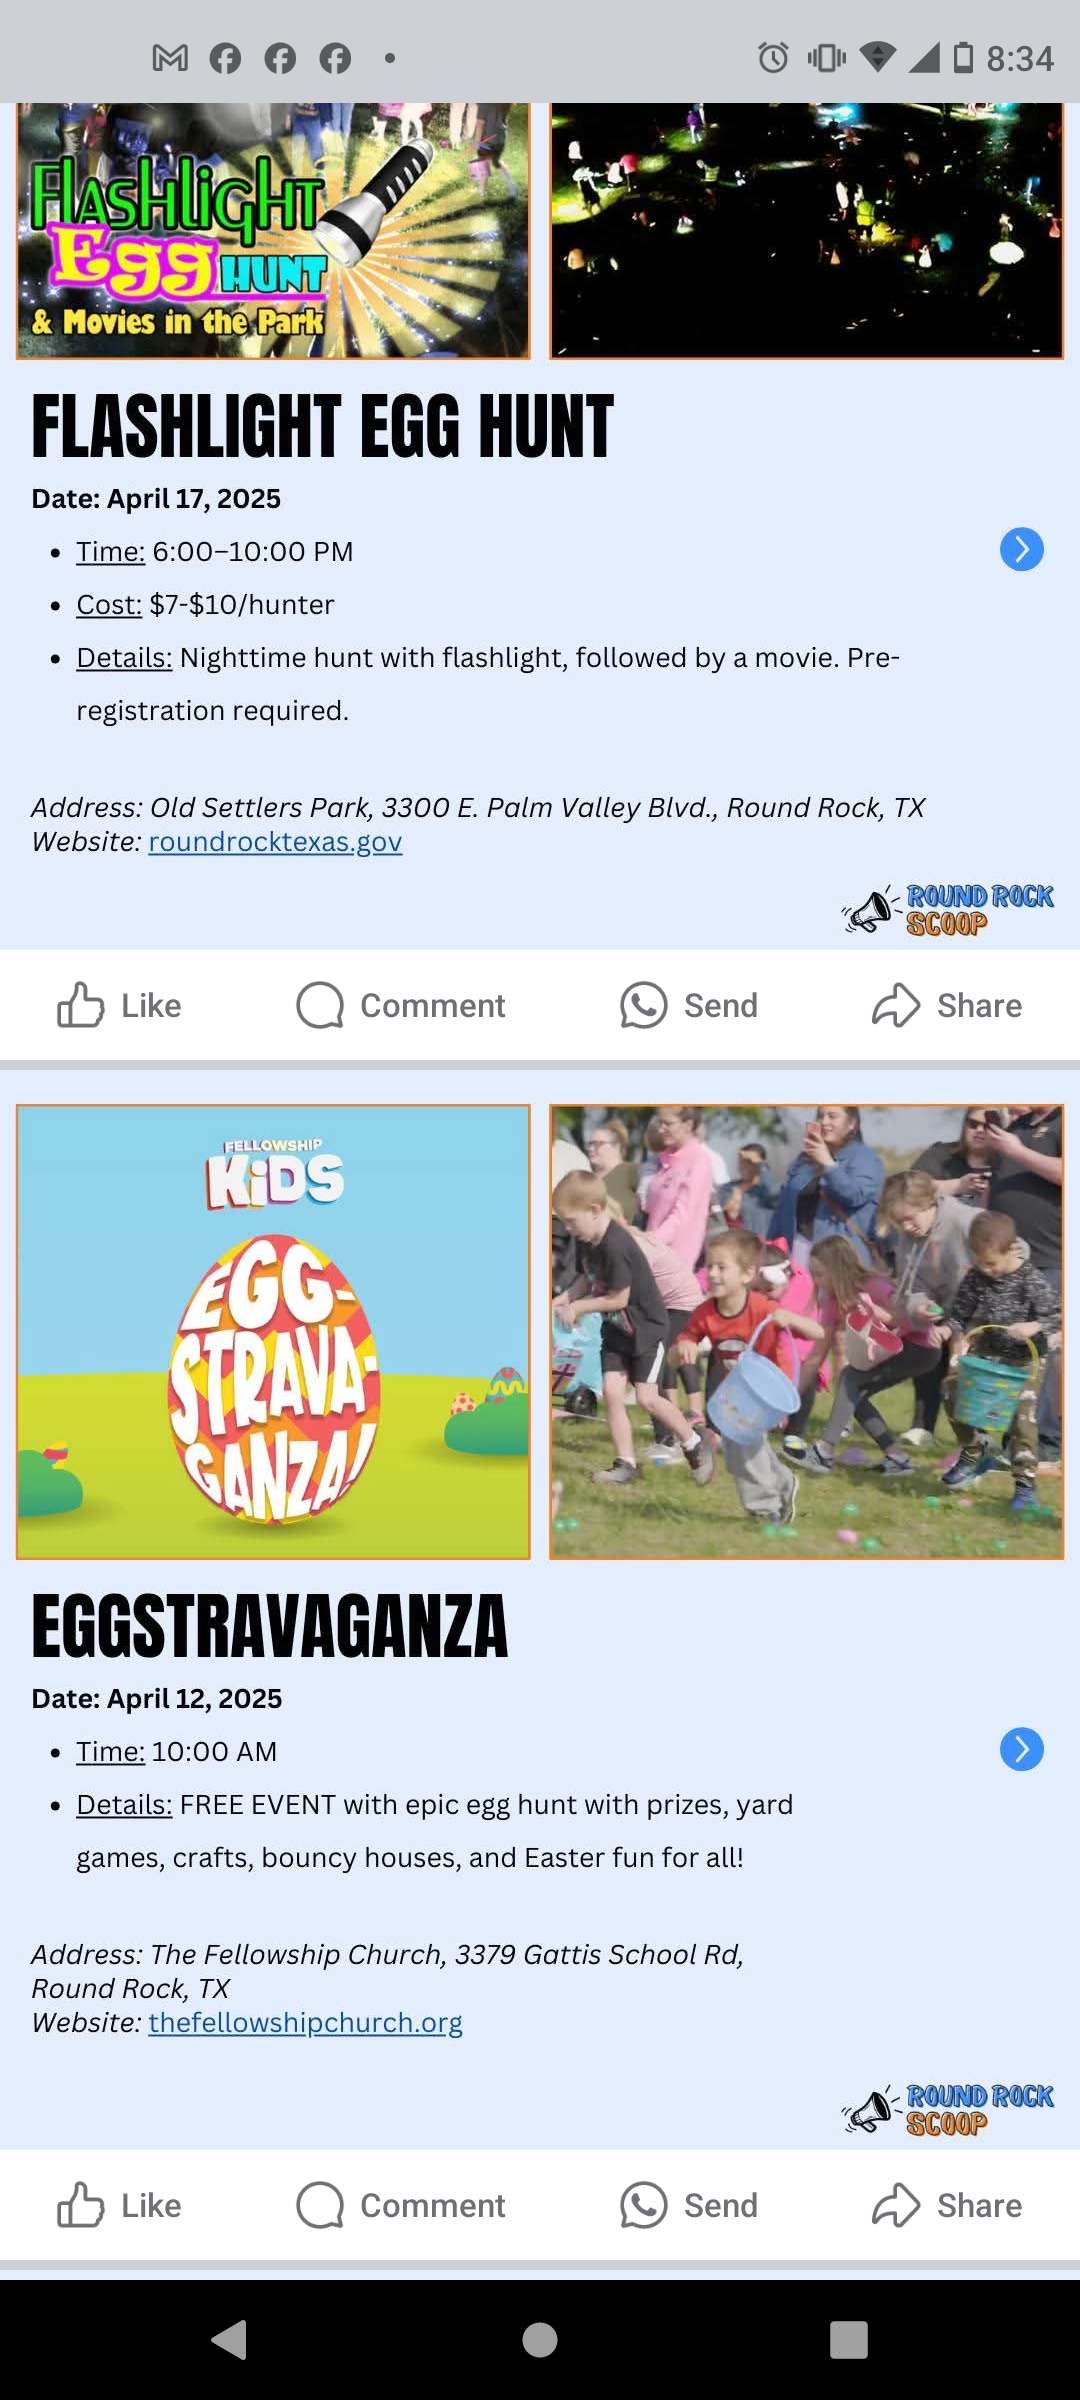 8:34
FlasHligHT
Egg HUNT
& Movies in the Park
FLASHLIGHT EGG HUNT
Date: April 17, 2025
• Time: 6:00–10:00 PM
• Cost: $7-$10/hunter
• Details: Nighttime hunt with flashlight, followed by a movie. Pre-
registration required.
Address: Old Settlers Park, 3300 E. Palm Valley Blvd., Round Rock, TX
Website: roundrocktexas.gov
ROUND ROCK
SCOOP
Like Comment Send Share
FELLOWSHIP
KiDS
EGG-
STRAVA-
GANZA!
EGGSTRAVAGANZA
Date: April 12, 2025
• Time: 10:00 AM
• Details: FREE EVENT with epic egg hunt with prizes, yard
games, crafts, bouncy houses, and Easter fun for all!
Address: The Fellowship Church, 3379 Gattis School Rd,
Round Rock, TX
Website: thefellowshipchurch.org
ROUND ROCK
SCOOP
Like Comment Send Share